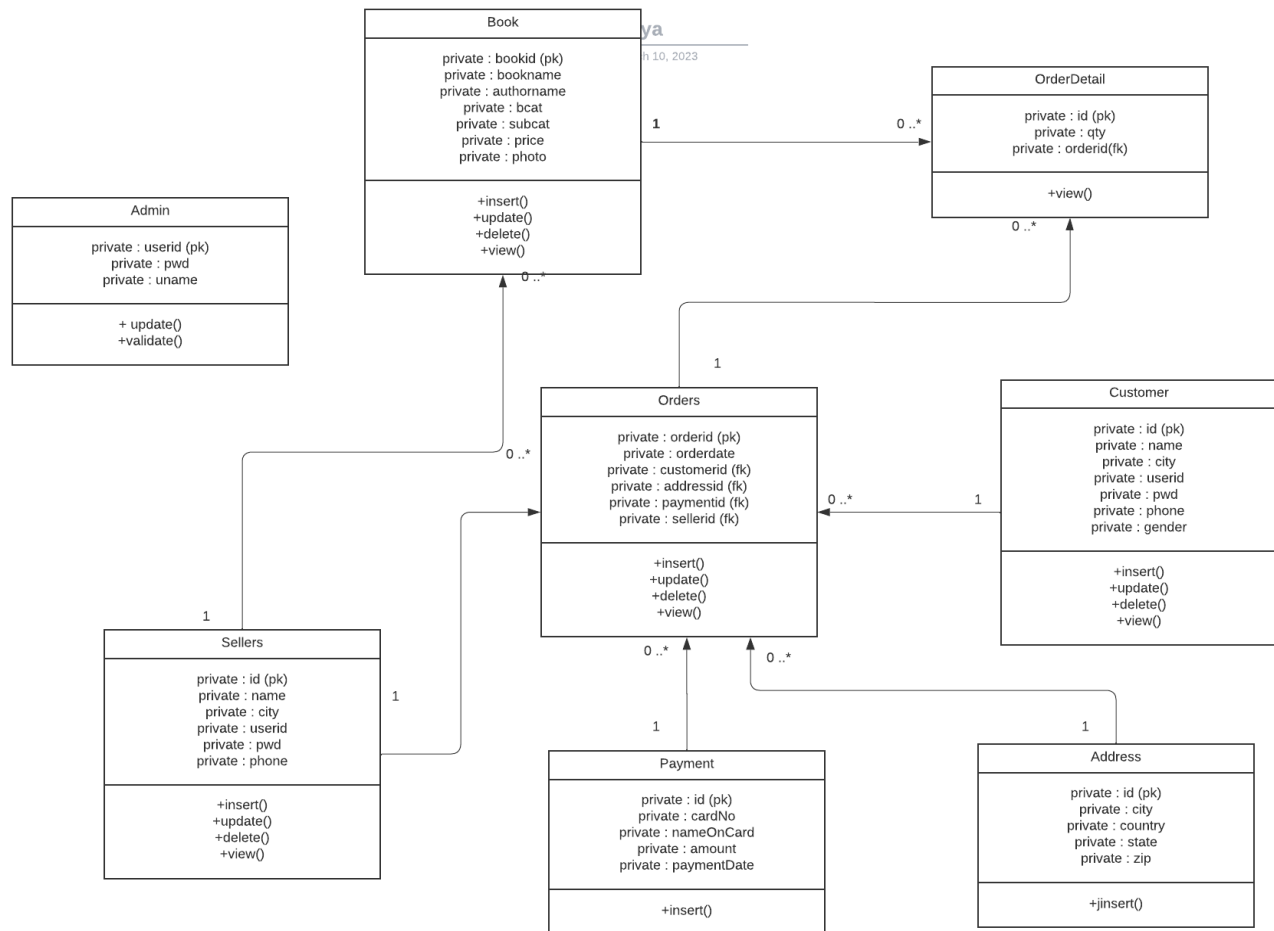 Book
private : bookid (pk)
private : bookname
private : authorname
private : bcat
private : subcat
private : price
private : photo
+insert()
+update()
+delete()
+view()
10, 2023
1
0 ..*
OrderDetail
private : id (pk)
private : qty
private : orderid(fk)
+view()
0 ..*
Admin
private : userid (pk)
private : pwd
private : uname
+ update()
+validate()
0 ..*
1
Orders
private : orderid (pk)
private : orderdate
private : customerid (fk)
private : addressid (fk)
private : paymentid (fk)
private : sellerid (fk)
+insert()
+update()
+delete()
+view()
0 ..*
0 ..*
1
Customer
private : id (pk)
private : name
private : city
private : userid
private : pwd
private : phone
private : gender
+insert()
+update()
+delete()
+view()
1
Sellers
private : id (pk)
private : name
private : city
private : userid
private : pwd
private : phone
+insert()
+update()
+delete()
+view()
1
0 ..*
0 ..*
1
Payment
private : id (pk)
private : cardNo
private : nameOnCard
private : amount
private : paymentDate
+insert()
1
Address
private : id (pk)
private : city
private : country
private : state
private : zip
+jinsert()